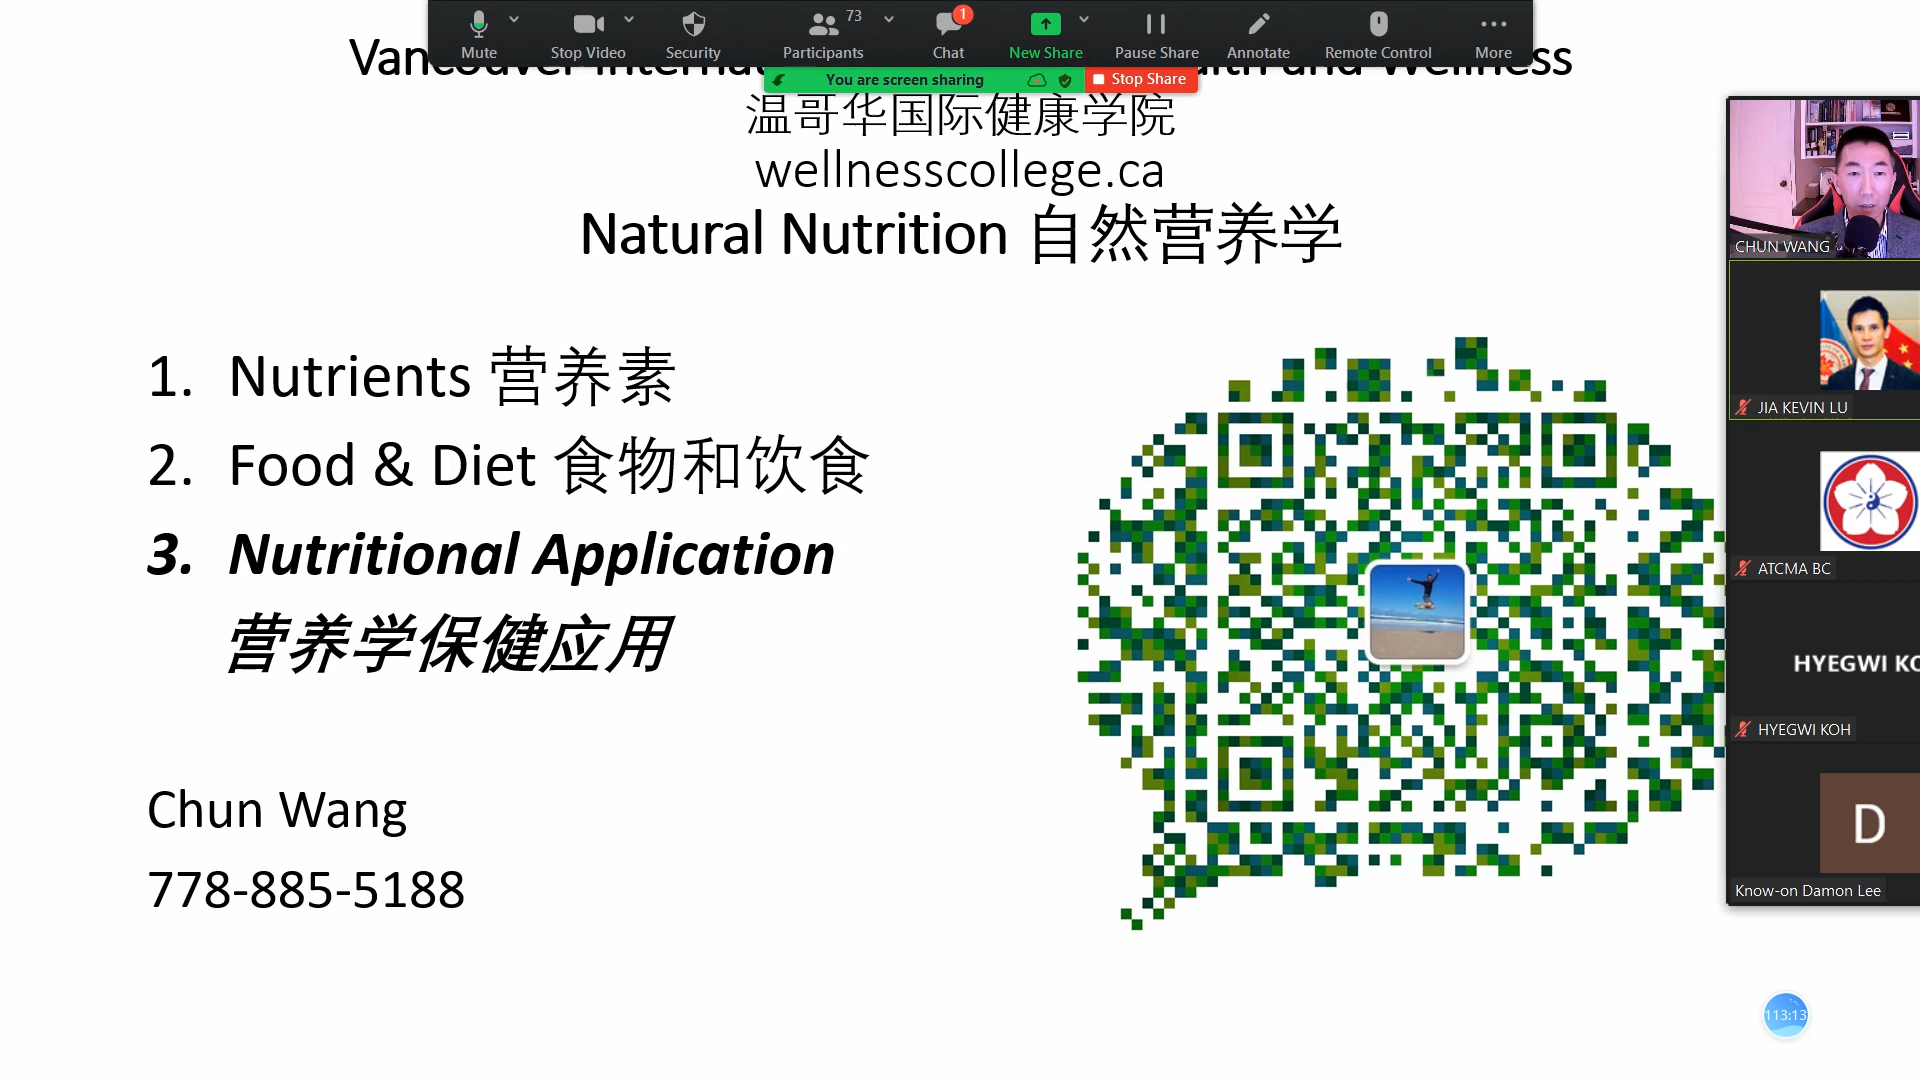 Mute
Stop Video
Security
Participants
73
Chat
1
New Share
Pause Share
Annotate
Remote Control
More
You are screen sharing
Stop Share
温哥华国际健康学院
wellnesscollege.ca
Natural Nutrition 自然营养学
1. Nutrients 营养素
2. Food & Diet 食物和饮食
3. Nutritional Application
营养学保健应用
Chun Wang
778-885-5188
CHUN WANG
JIA KEVIN LU
ATCMA BC
HYEGWI KO
HYEGWI KOH
D
Know-on Damon Lee
113:13